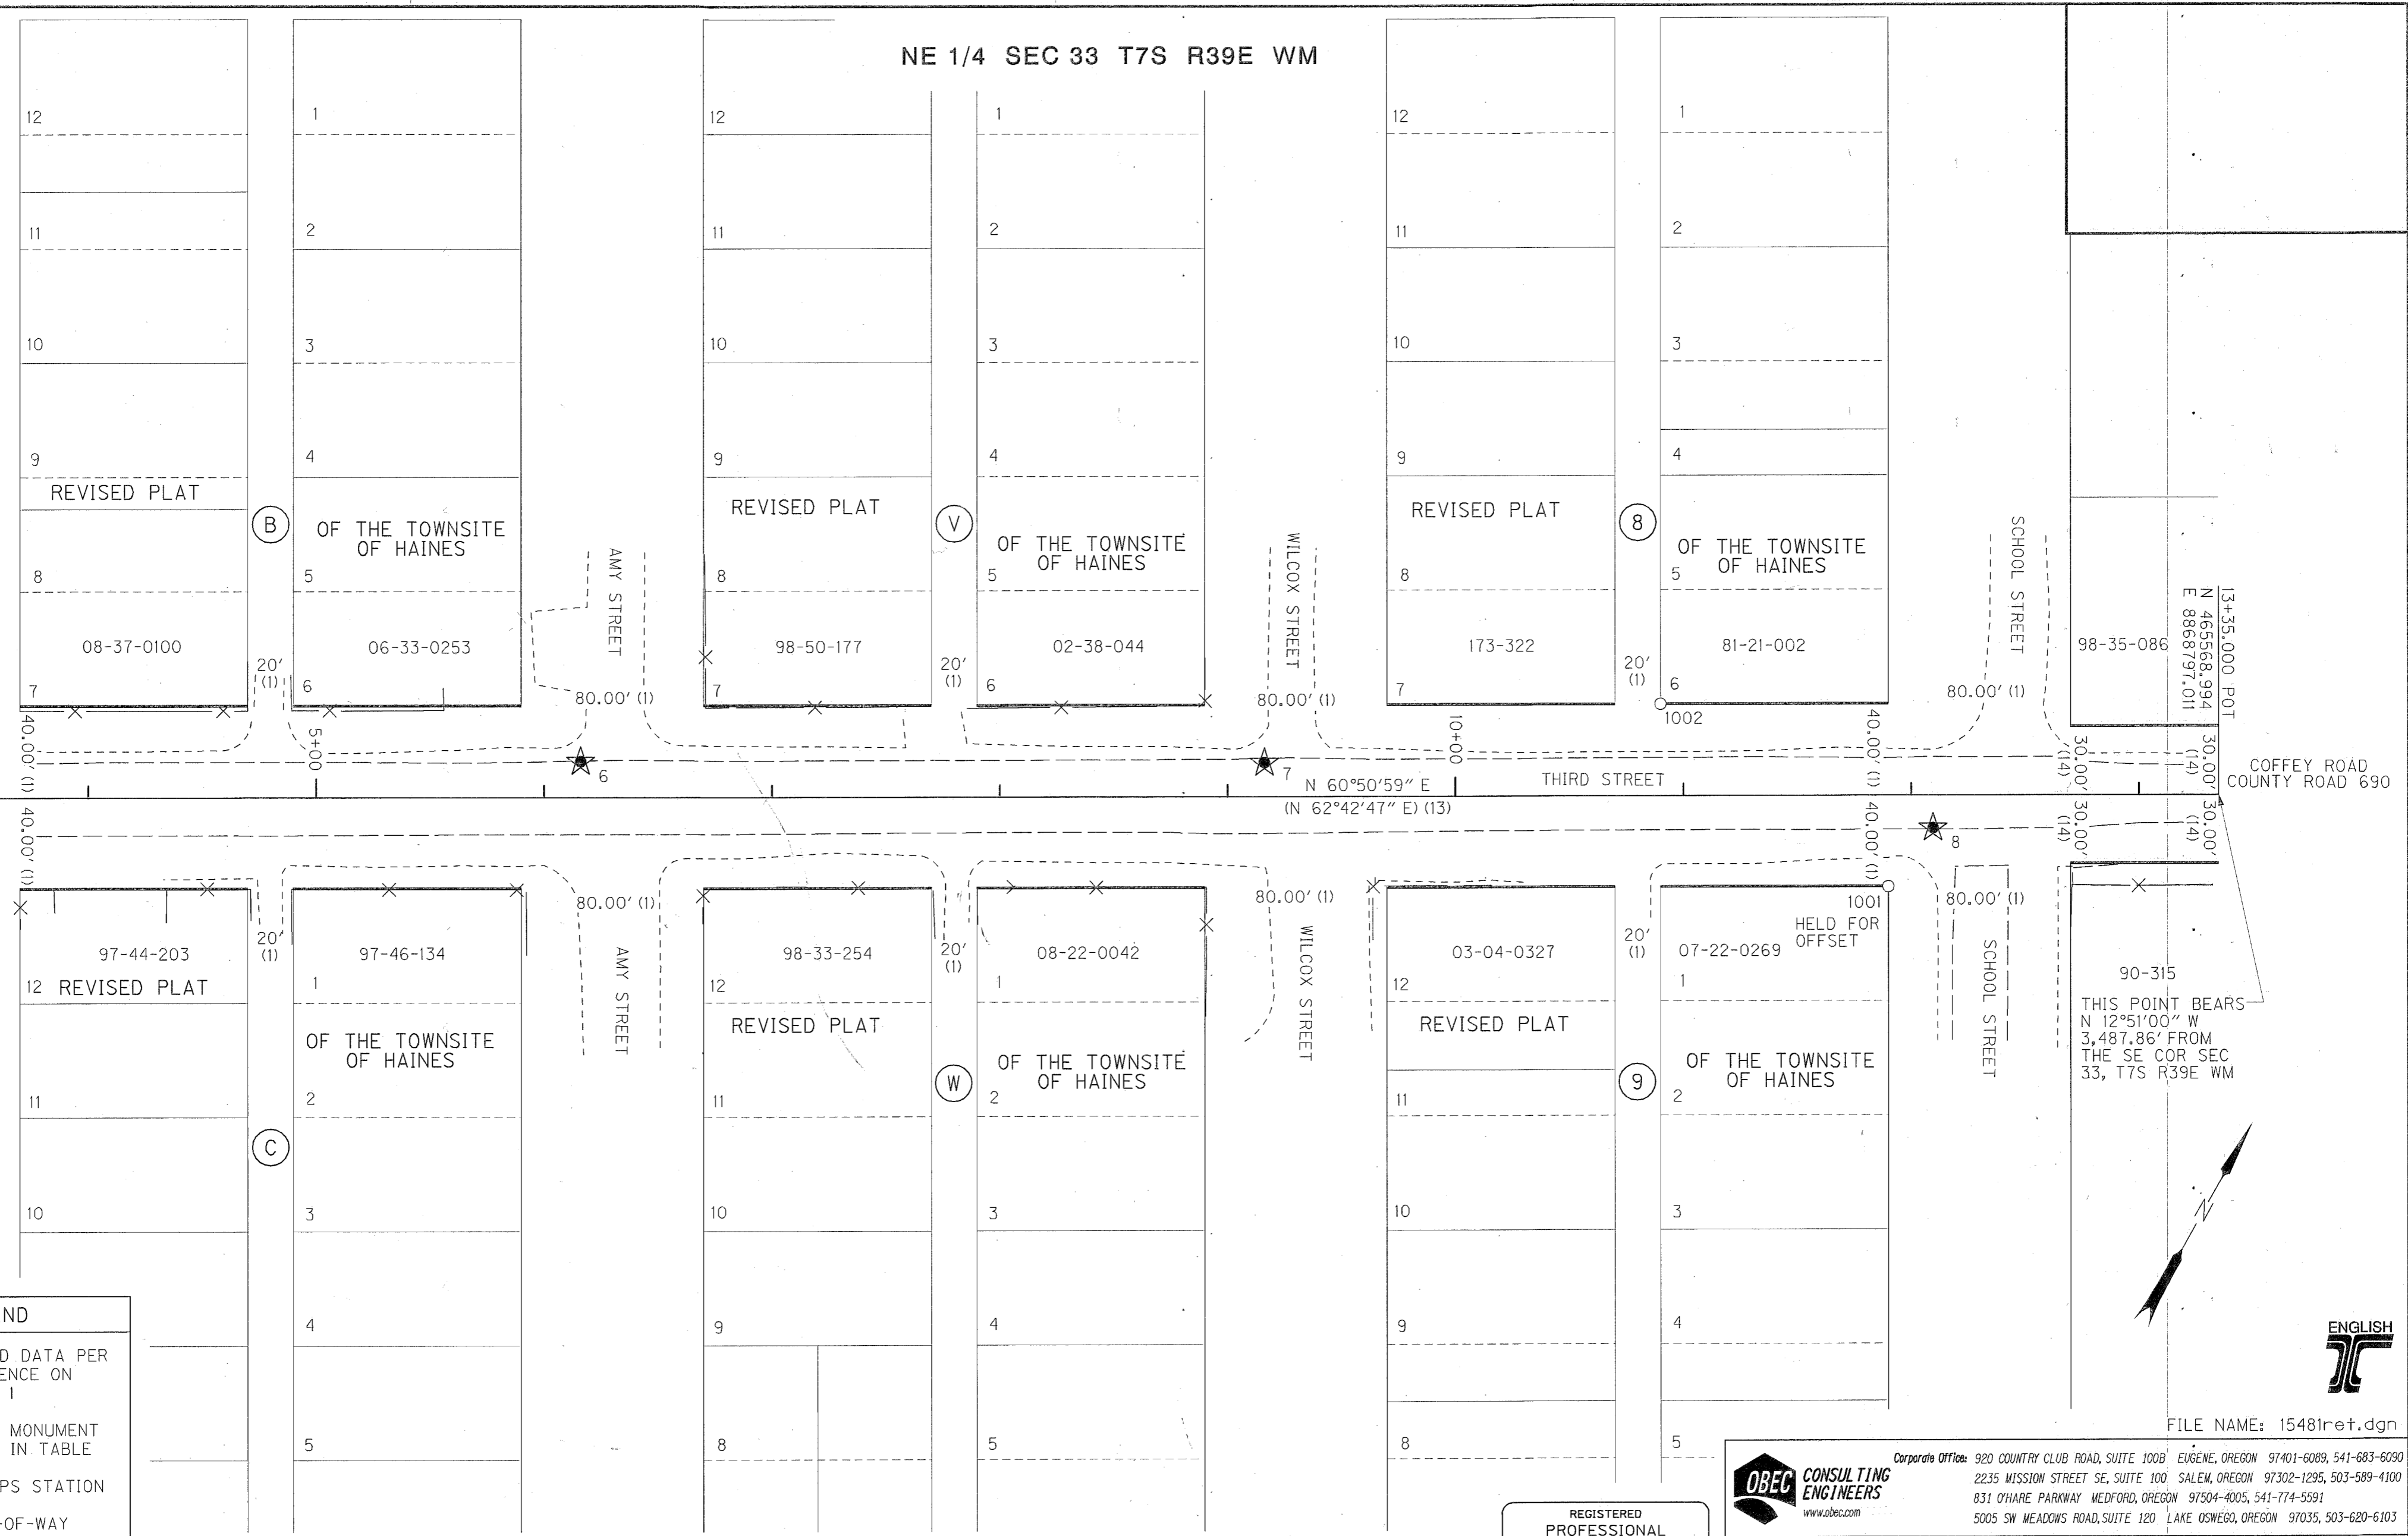 NE 1/4 SEC 33 T7S R39E WM
12
11
10
9
REVISED PLAT
8
08-37-0100
7
B
20'
(1)
1
2
3
4
OF THE TOWNSITE
OF HAINES
5
06-33-0253
6
AMY STREET
80.00' (1)
12
11
10
9
REVISED PLAT
8
98-50-177
7
V
20'
(1)
1
2
3
4
OF THE TOWNSITE
OF HAINES
5
02-38-044
6
WILCOX STREET
80.00' (1)
12
11
10
9
REVISED PLAT
8
173-322
7
8
20'
(1)
1
2
3
4
OF THE TOWNSITE
OF HAINES
5
81-21-002
6
1002
SCHOOL STREET
80.00' (1)
98-35-086
13+35.000 POT
N 465568.994
E 8868797.011
40.00' (1)
5+00
6
7
10+00
40.00' (1)
30.00'
(14)
30.00'
(14)
N 60°50'59" E
THIRD STREET
(N 62°42'47" E) (13)
COFFEY ROAD
COUNTY ROAD 690
40.00' (1)
40.00' (1)
8
30.00'
(14)
30.00'
(14)
97-44-203
12 REVISED PLAT
11
10
C
20'
(1)
97-46-134
1
OF THE TOWNSITE
OF HAINES
2
3
4
5
80.00' (1)
AMY STREET
98-33-254
12
REVISED PLAT
11
10
9
8
20'
(1)
W
08-22-0042
1
OF THE TOWNSITE
OF HAINES
2
3
4
5
80.00' (1)
WILCOX STREET
03-04-0327
12
REVISED PLAT
11
10
9
8
20'
(1)
9
1001
HELD FOR
OFFSET
07-22-0269
1
OF THE TOWNSITE
OF HAINES
2
3
4
5
80.00' (1)
SCHOOL STREET
90-315
THIS POINT BEARS
N 12°51'00" W
3,487.86' FROM
THE SE COR SEC
33, T7S R39E WM
N
ENGLISH
FILE NAME: 15481ret.dgn
ND
D DATA PER
ENCE ON
1
MONUMENT
IN TABLE
PS STATION
-OF-WAY
REGISTERED
PROFESSIONAL
OBEC CONSULTING
ENGINEERS
www.obec.com
Corporate Office: 920 COUNTRY CLUB ROAD, SUITE 100B EUGENE, OREGON 97401-6089, 541-683-6090
2235 MISSION STREET SE, SUITE 100 SALEM, OREGON 97302-1295, 503-589-4100
831 O'HARE PARKWAY MEDFORD, OREGON 97504-4005, 541-774-5591
5005 SW MEADOWS ROAD, SUITE 120 LAKE OSWEGO, OREGON 97035, 503-620-6103